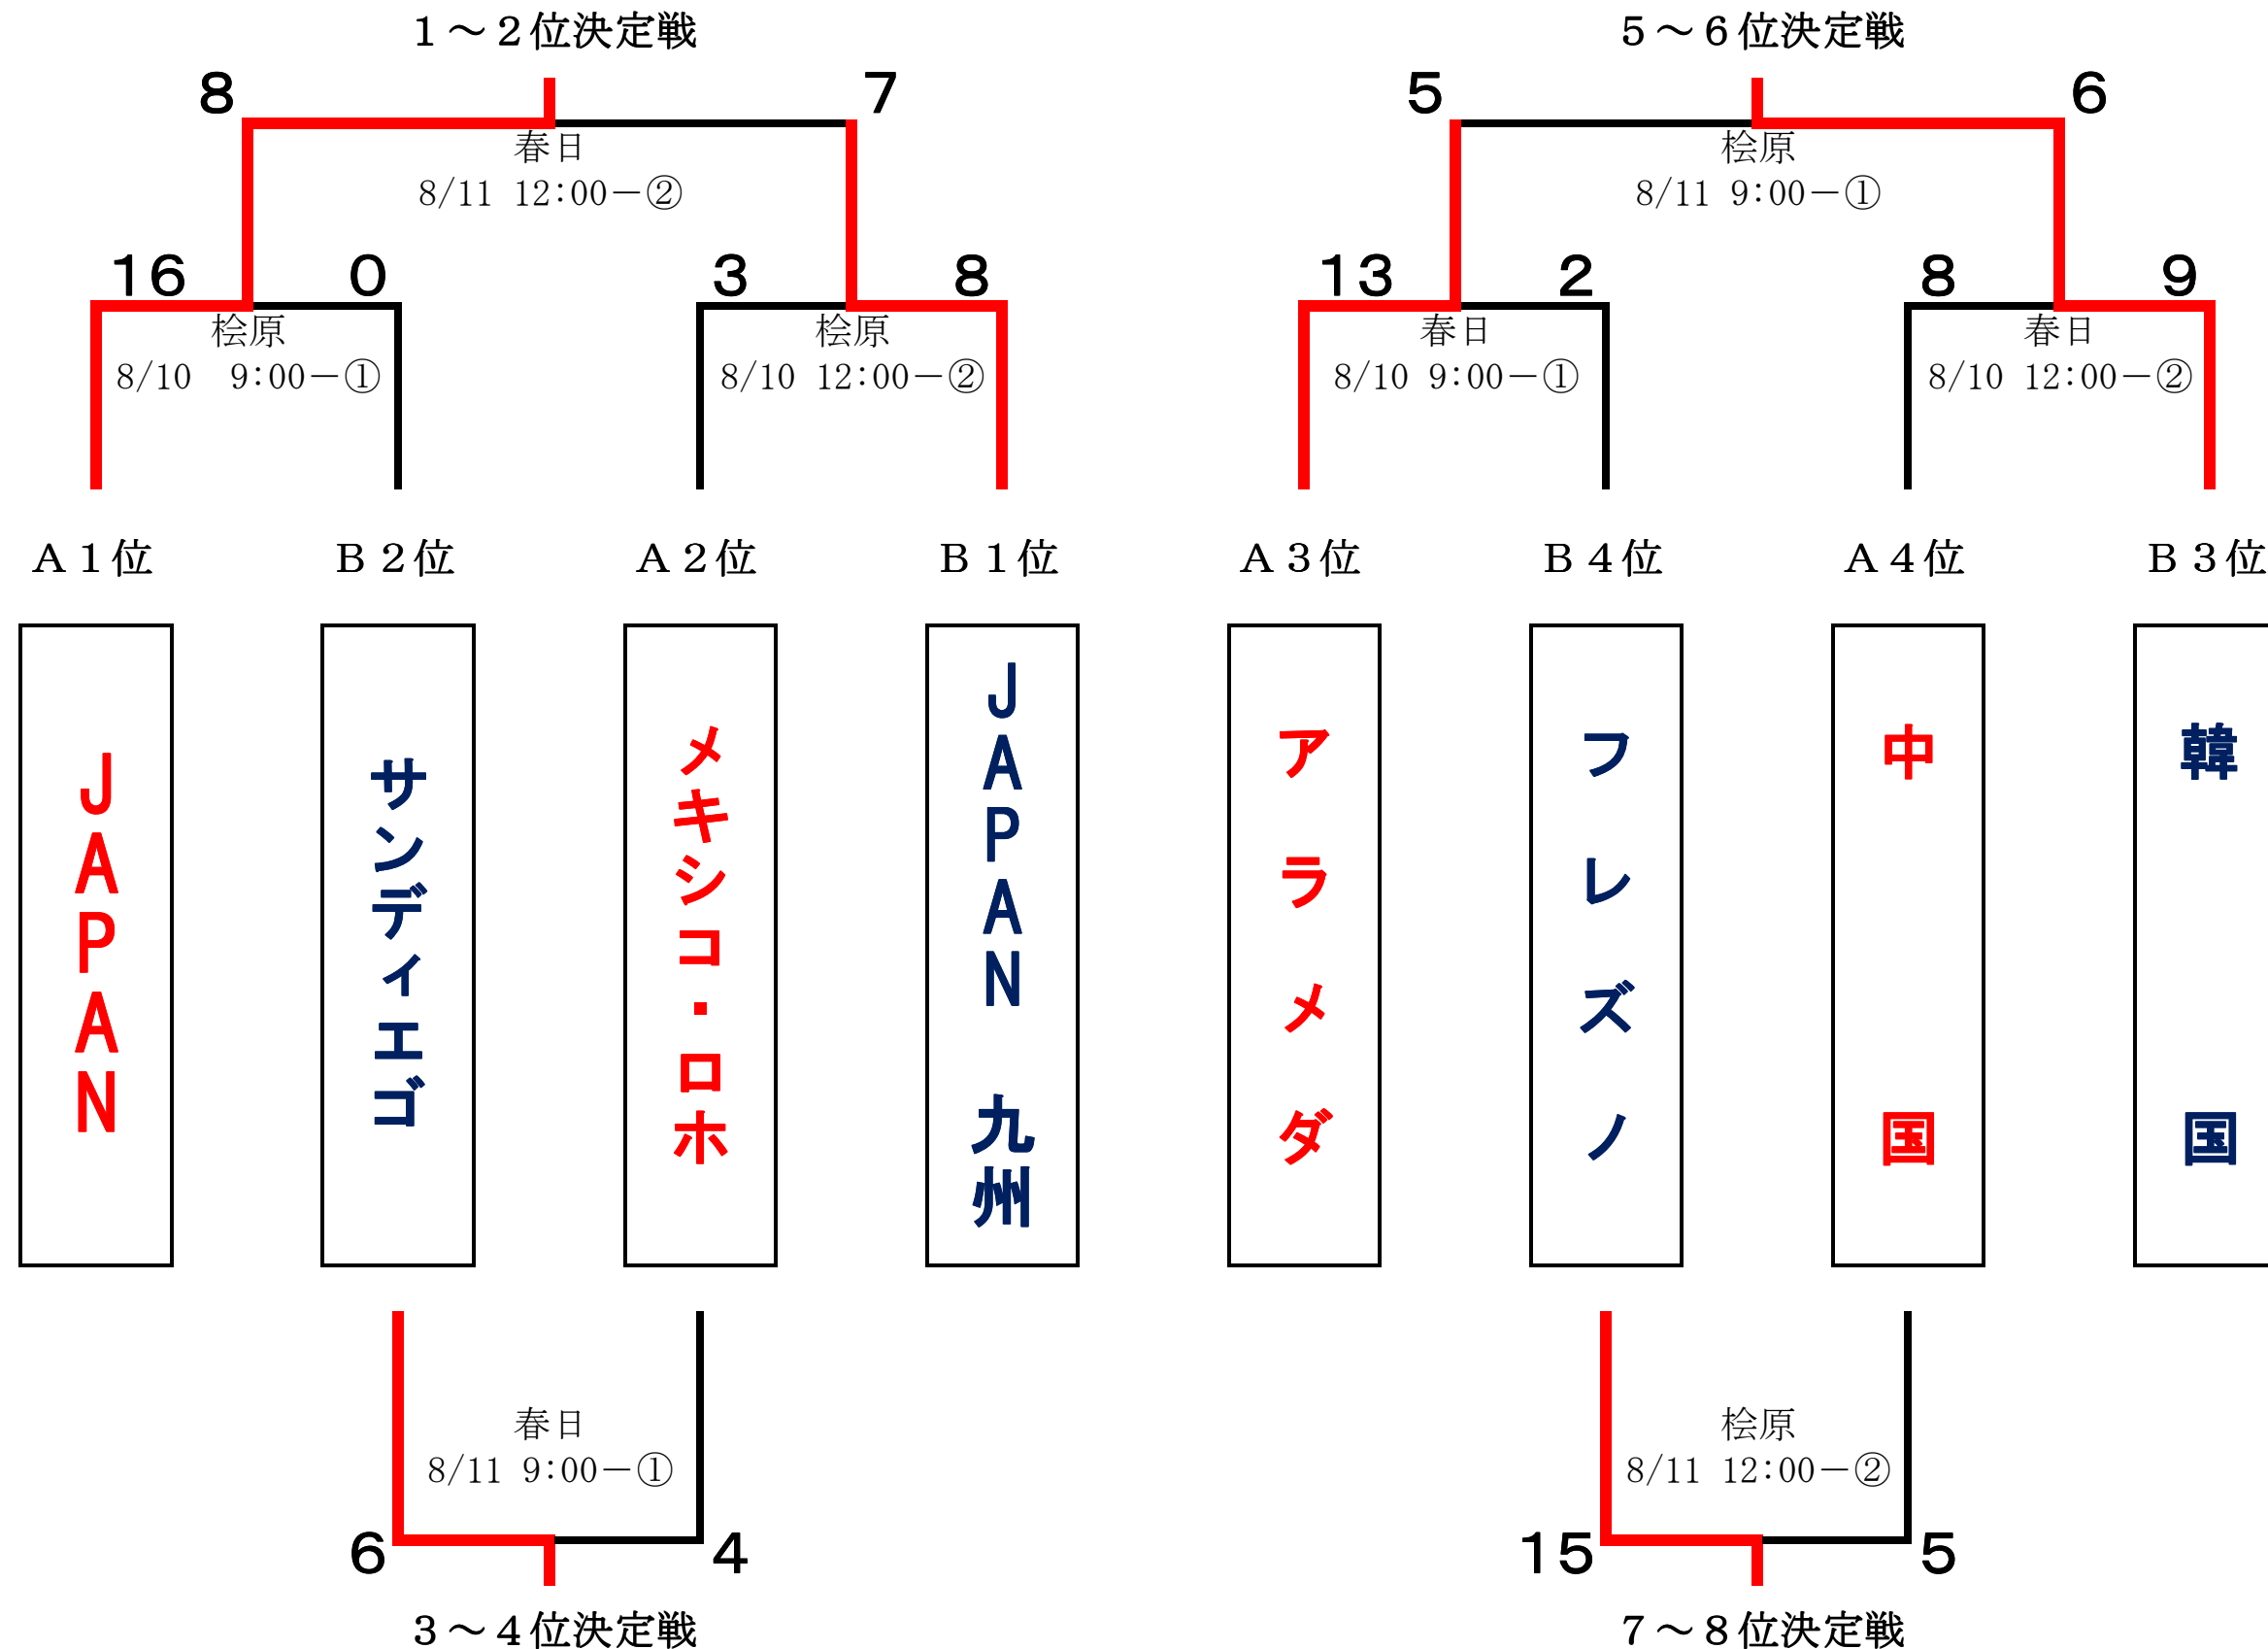 1～2位決定戦
5～6位決定戦
8
7
5
6
春日
8/11 12:00－②
桧原
8/11 9:00－①
16
0
3
8
13
2
8
9
桧原
8/10 9:00－①
桧原
8/10 12:00－②
春日
8/10 9:00－①
春日
8/10 12:00－②
A1位
B2位
A2位
B1位
A3位
B4位
A4位
B3位
JAPAN
サンディエゴ
メキシコ・ロホ
JAPAN 九州
アラメダ
フレズノ
中国
韓国
春日
8/11 9:00－①
桧原
8/11 12:00－②
6
4
15
5
3～4位決定戦
7～8位決定戦